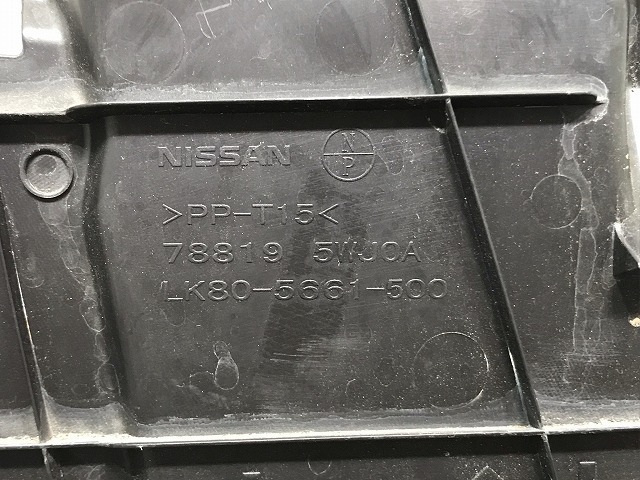 NISSAN N P
>PP-T15<
78819 5WJ0A
LK80-5661-500